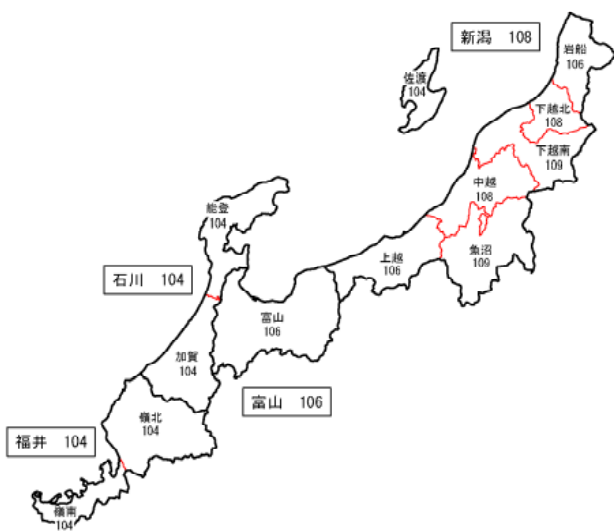 新潟 108
岩船
106
佐渡
104
下越北
108
下越南
109
中越
108
能登
104
魚沼
109
上越
106
石川 104
富山
106
加賀
104
富山 106
嶺北
104
福井 104
嶺南
104